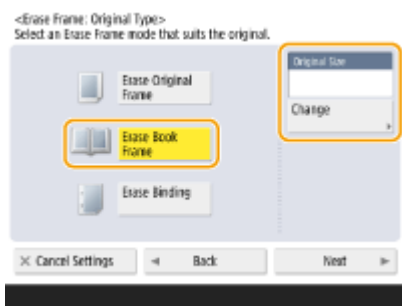 <Erase Frame: Original Type>
Select an Erase Frame mode that suits the original.
Original Size
Erase Original
Frame
Change
Erase Book
Frame
Erase Binding
Cancel Settings
Back
Next